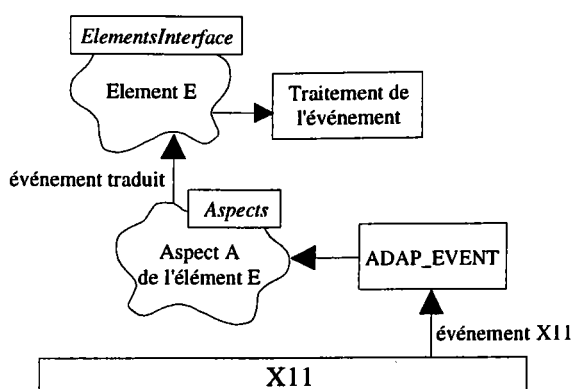 ElementsInterface
Element E
Traitement de
l'événement
événement traduit
Aspects
Aspect A
de l'élément E
ADAP_EVENT
événement X11
X11